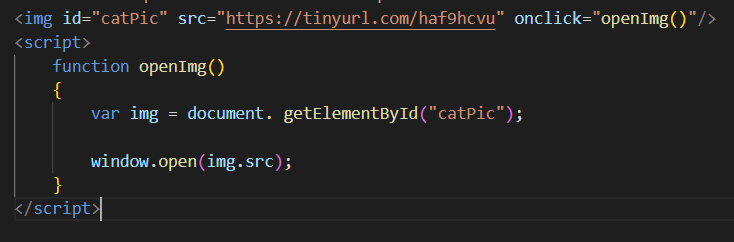 <img id="catPic" src="https://tinyurl.com/haf9hcvu" onclick="openImg()"/>
<script>
function openImg()
{
var img = document. getElementById("catPic");
window.open(img.src);
}
</script>